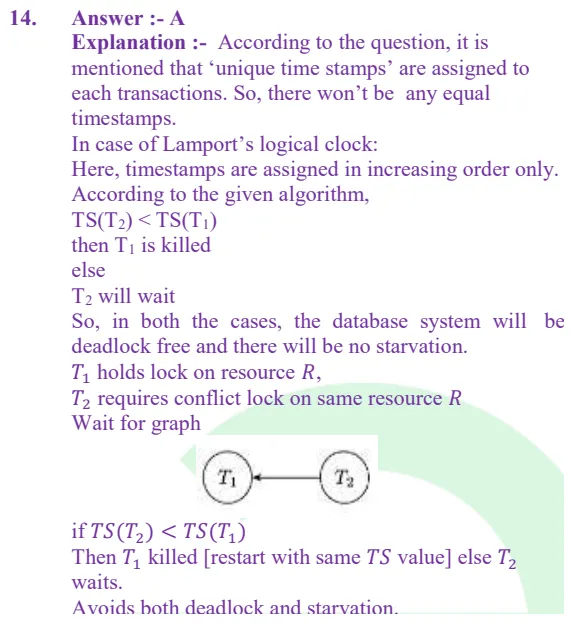 14. Answer :- A
Explanation :- According to the question, it is
mentioned that ‘unique time stamps’ are assigned to
each transactions. So, there won’t be any equal
timestamps.
In case of Lamport’s logical clock:
Here, timestamps are assigned in increasing order only.
According to the given algorithm,
TS(T₂) < TS(T₁)
then T₁ is killed
else
T₂ will wait
So, in both the cases, the database system will be
deadlock free and there will be no starvation.
𝑇₁ holds lock on resource 𝑅,
𝑇₂ requires conflict lock on same resource 𝑅
Wait for graph
T₁ T₂
if 𝑇𝑆(𝑇₂) < 𝑇𝑆(𝑇₁)
Then 𝑇₁ killed [restart with same 𝑇𝑆 value] else 𝑇₂
waits.
Avoids both deadlock and starvation.